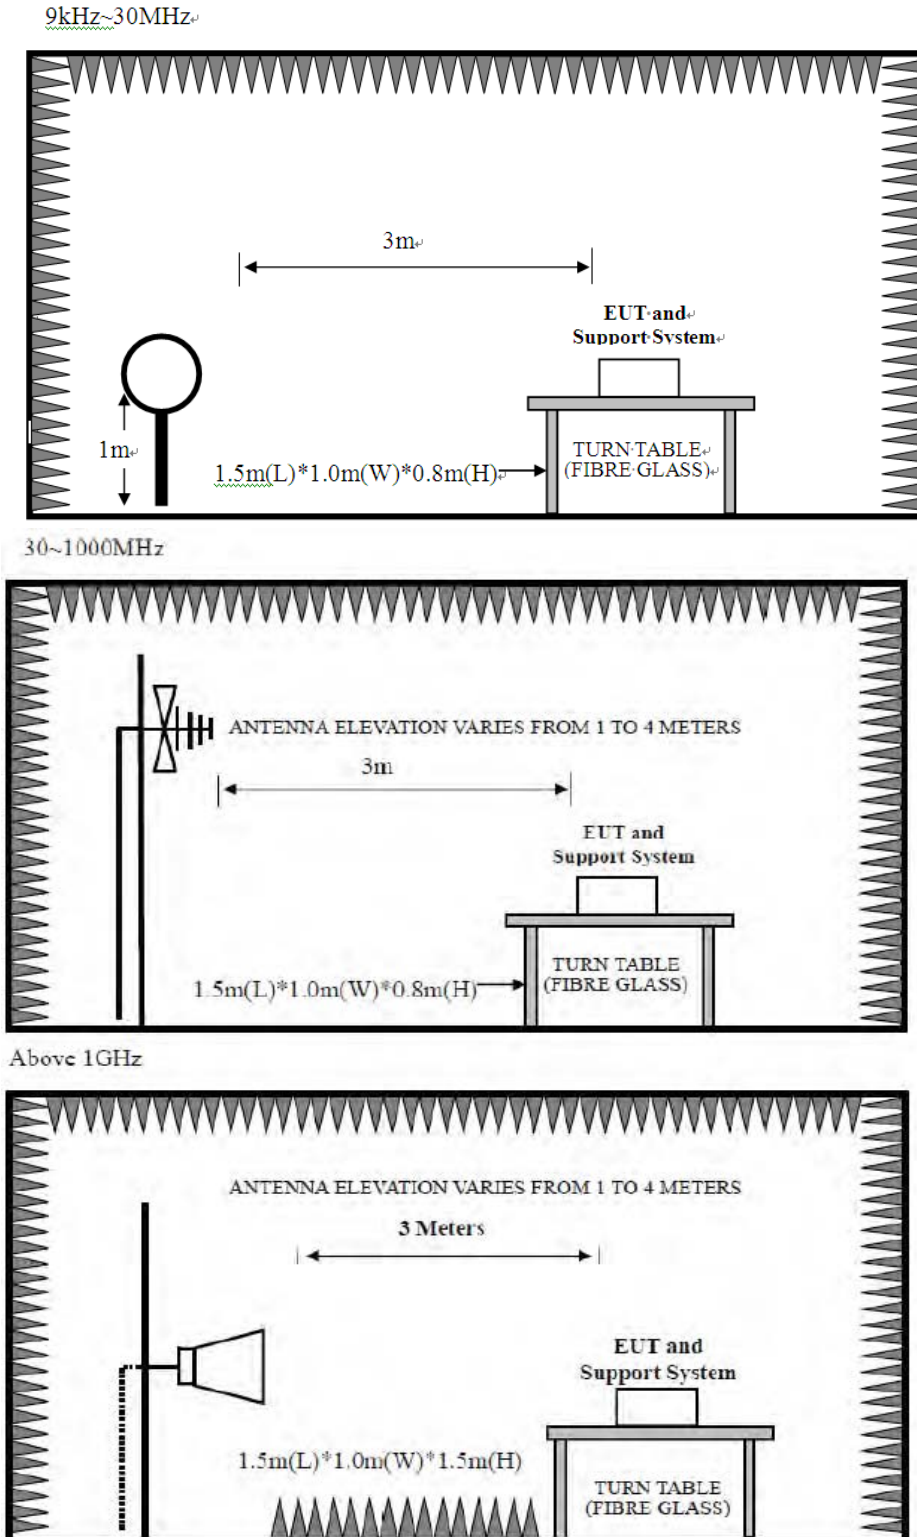 9kHz~30MHz
3m
EUT and
Support System
1m
1.5m(L)*1.0m(W)*0.8m(H)
TURN TABLE
(FIBRE GLASS)
30~1000MHz
ANTENNA ELEVATION VARIES FROM 1 TO 4 METERS
3m
EUT and
Support System
1.5m(L)*1.0m(W)*0.8m(H)
TURN TABLE
(FIBRE GLASS)
Above 1GHz
ANTENNA ELEVATION VARIES FROM 1 TO 4 METERS
3 Meters
EUT and
Support System
1.5m(L)*1.0m(W)*1.5m(H)
TURN TABLE
(FIBRE GLASS)